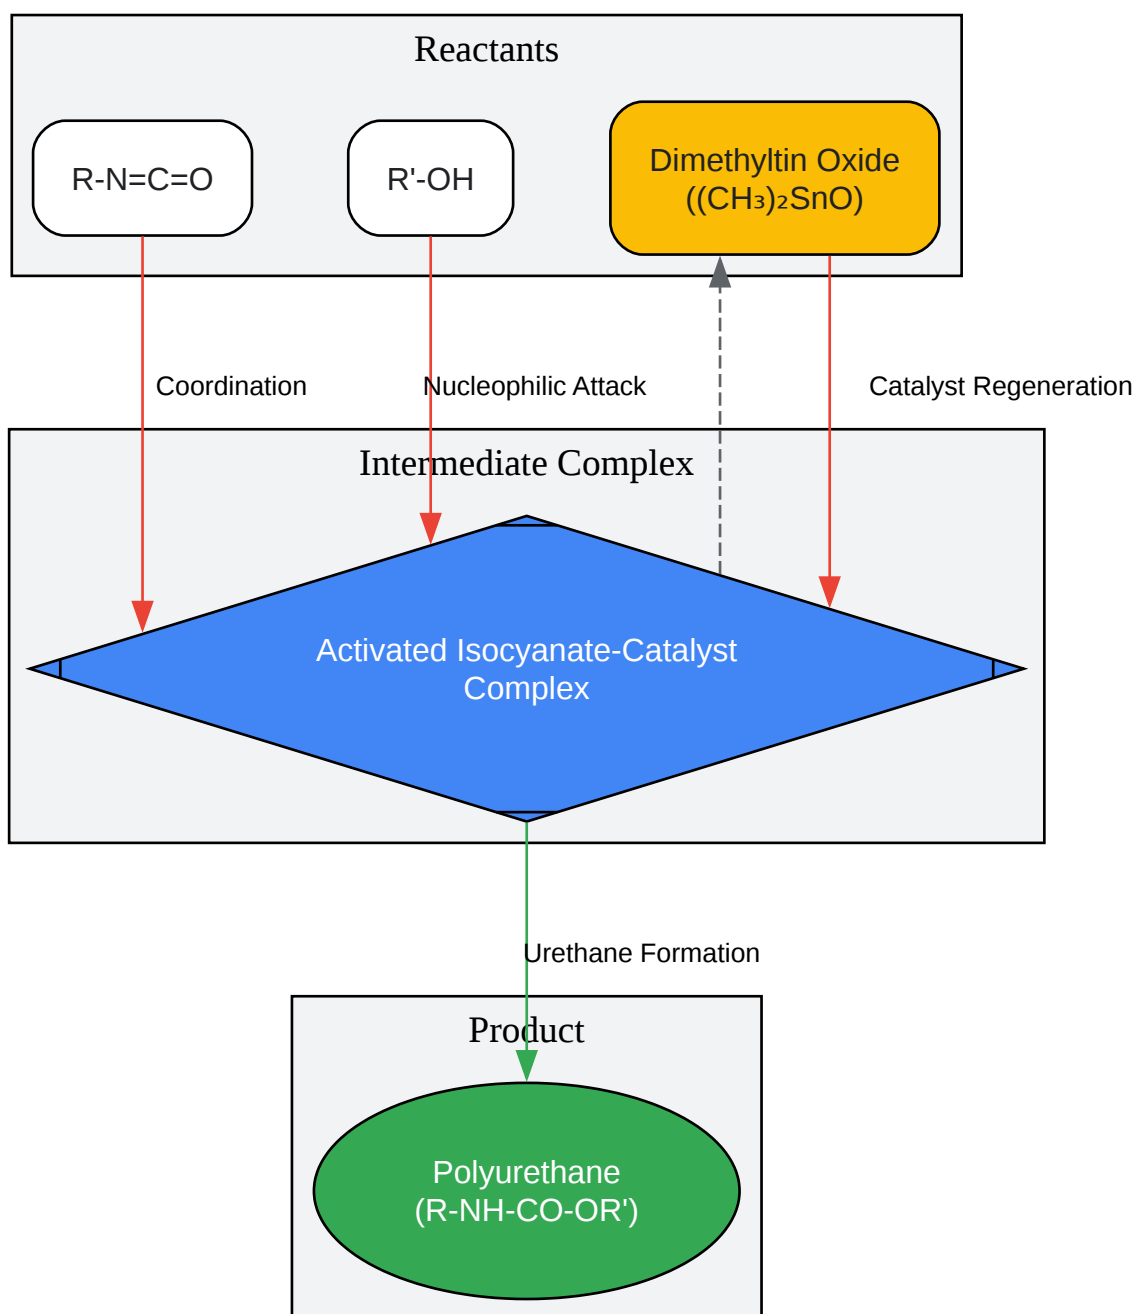 Reactants
R-N=C=O
R'-OH
Dimethyltin Oxide
((CH₃)₂SnO)
Coordination
Nucleophilic Attack
Catalyst Regeneration
Intermediate Complex
Activated Isocyanate-Catalyst
Complex
Urethane Formation
Product
Polyurethane
(R-NH-CO-OR')